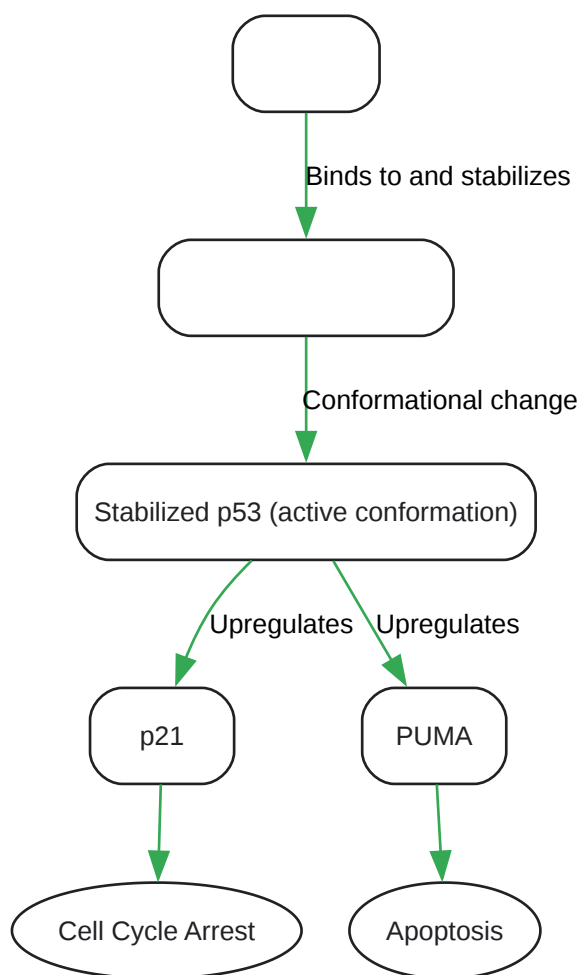 Binds to and stabilizes
Conformational change
Stabilized p53 (active conformation)
Upregulates
Upregulates
p21
PUMA
Cell Cycle Arrest
Apoptosis